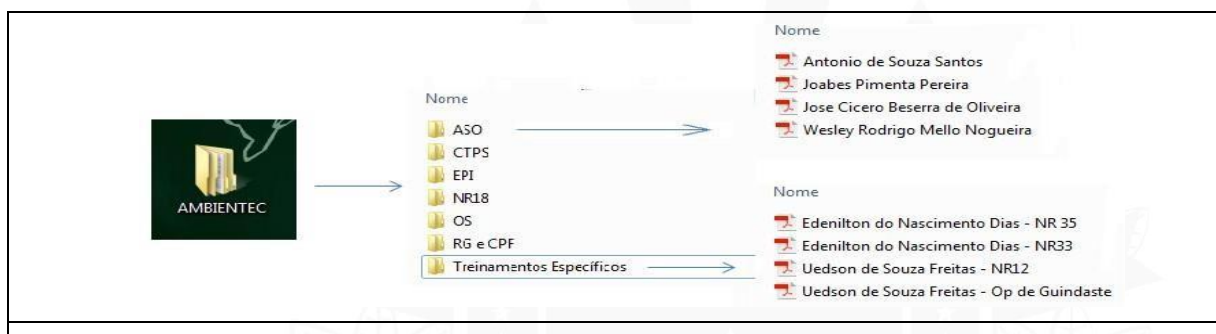 AMBIENTEC
Nome
ASO
CTPS
EPI
NR18
OS
RG e CPF
Treinamentos Específicos
Nome
Antonio de Souza Santos
Joabes Pimenta Pereira
Jose Cicero Beserra de Oliveira
Wesley Rodrigo Mello Nogueira
Nome
Edenilton do Nascimento Dias - NR 35
Edenilton do Nascimento Dias - NR33
Uedson de Souza Freitas - NR12
Uedson de Souza Freitas - Op de Guindaste